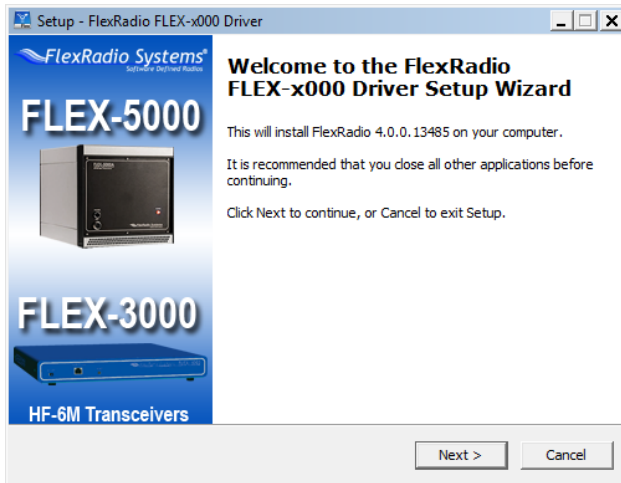 Setup - FlexRadio FLEX-x000 Driver
FlexRadio Systems®
Software Defined Radios
FLEX-5000
FLEX-3000
HF-6M Transceivers
Welcome to the FlexRadio
FLEX-x000 Driver Setup Wizard
This will install FlexRadio 4.0.0.13485 on your computer.
It is recommended that you close all other applications before
continuing.
Click Next to continue, or Cancel to exit Setup.
Next >
Cancel